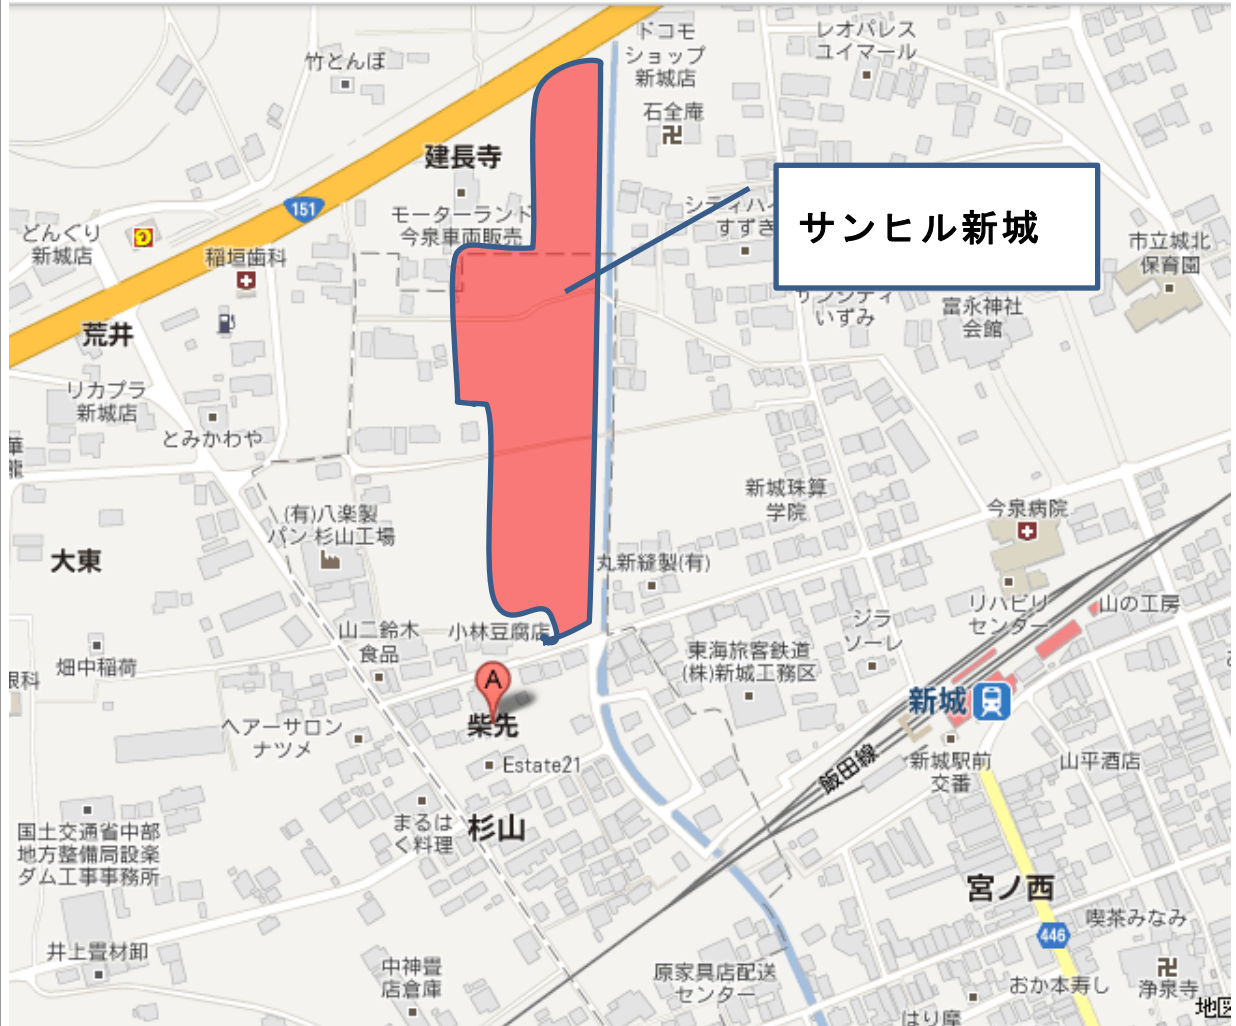 ドコモ
ショップ
新城店
レオパレス
ユイマール
竹とんぼ
石全庵
建長寺
151
モーターランド
今泉車両販売
シティハイ
すずき
サンヒル新城
どんぐり
新城店
稲垣歯科
市立城北
保育園
サンシティ
いずみ
富永神社
会館
荒井
リカプラ
新城店
とみかわや
華
龍
新城珠算
学院
(有)八楽製
パン 杉山工場
今泉病院
大東
丸新縫製(有)
リハビリ
センター
山の工房
山二鈴木
食品
小林豆腐店
ジラ
ソーレ
東海旅客鉄道
(株)新城工務区
畑中稲荷
眼科
A
柴先
新城
ヘアーサロン
ナツメ
Estate21
飯田線
新城駅前
交番
山平酒店
まるは
く料理
杉山
国土交通省中部
地方整備局設楽
ダム工事事務所
宮ノ西
喫茶みなみ
446
井上畳材卸
中神畳
店倉庫
原家具店配送
センター
おか本寿し
浄泉寺
はり摩
地図